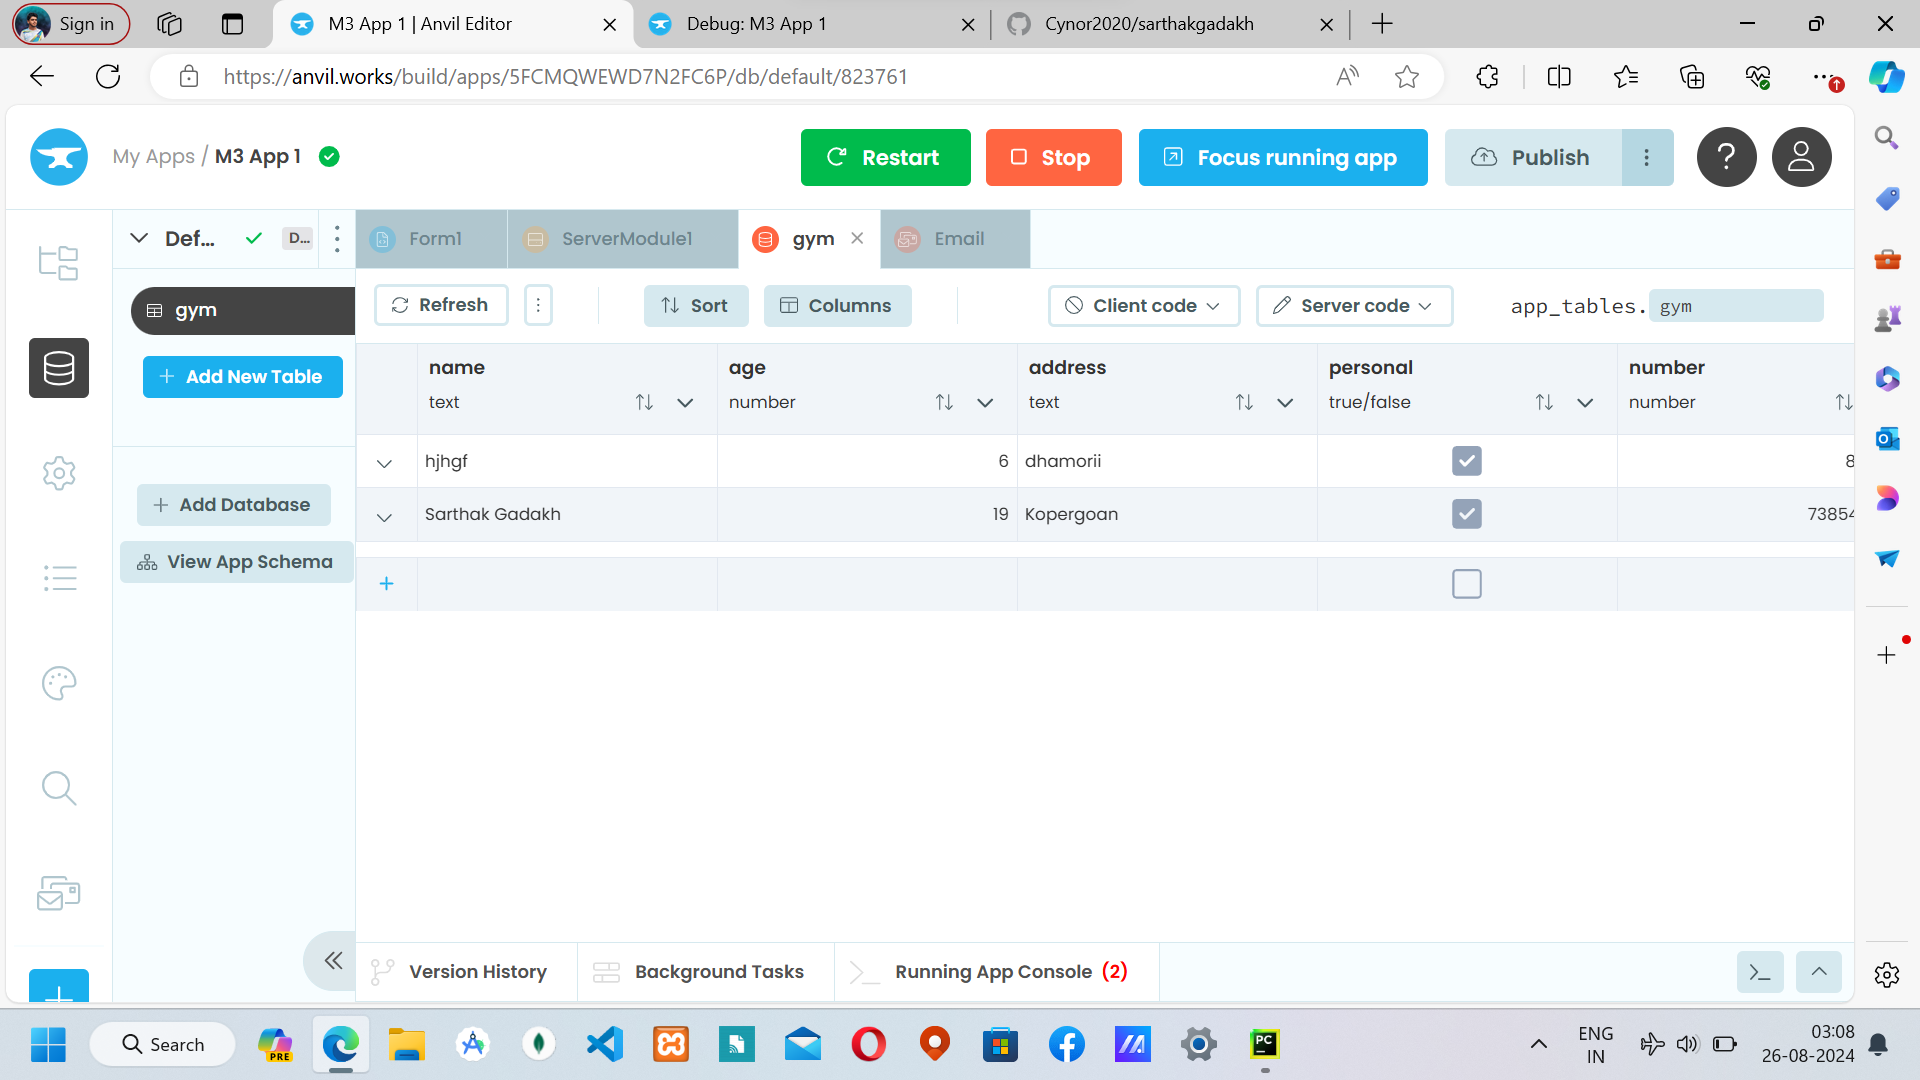 Sign in
M3 App 1 | Anvil Editor
Debug: M3 App 1
Cynor2020/sarthakgadakh
https://anvil.works/build/apps/5FCMQWEWD7N2FC6P/db/default/823761
My Apps / M3 App 1
Restart
Stop
Focus running app
Publish
?
Def...
D...
Form1
ServerModule1
gym
Email
gym
Refresh
Sort
Columns
Client code
Server code
app_tables. gym
Add New Table
name
age
address
personal
number
text
number
text
true/false
number
hjhgf 6 dhamorii 8
Sarthak Gadakh 19 Kopergoan 73854
Add Database
View App Schema
Version History
Background Tasks
Running App Console (2)
Search
PRE
PC
ENG
IN
03:08
26-08-2024